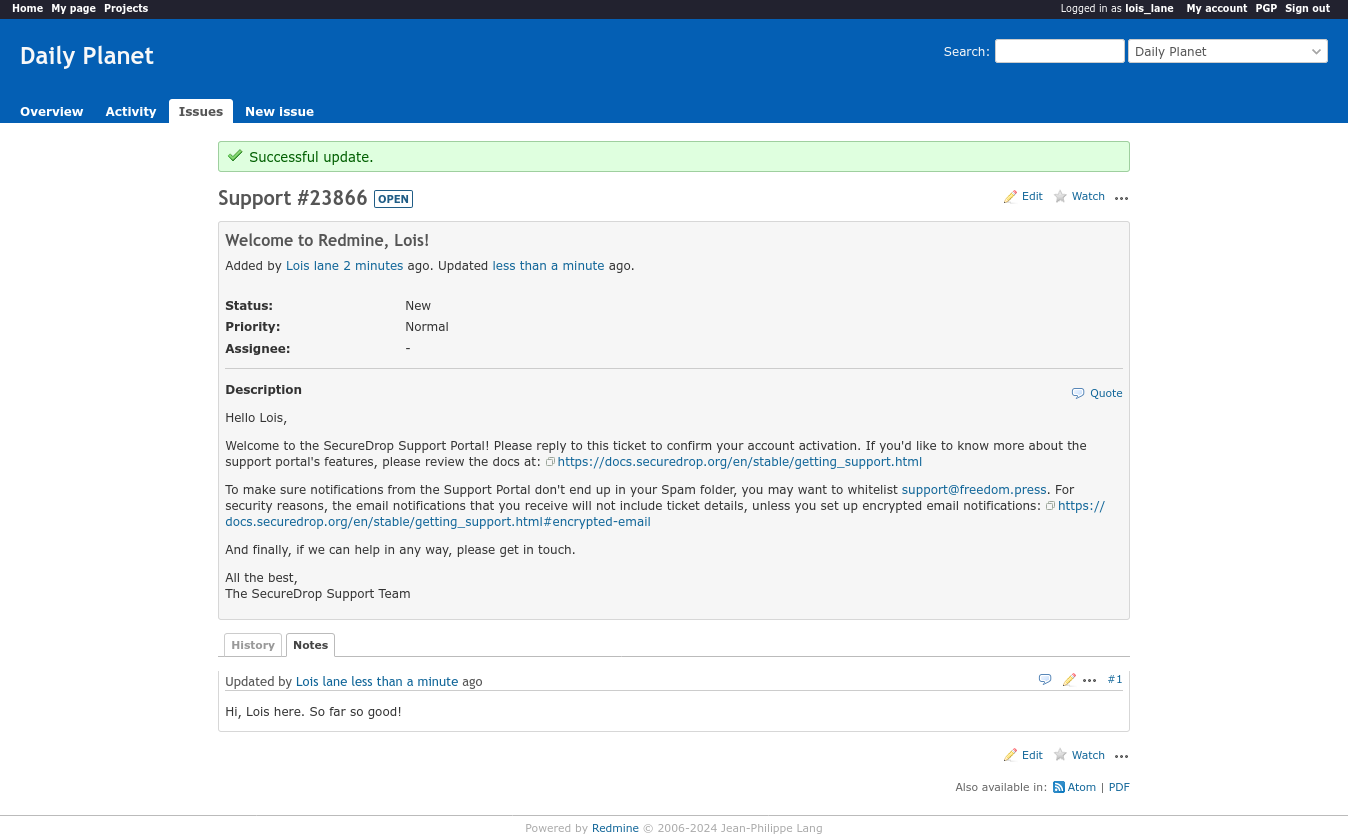 Home My page Projects
Logged in as lois_lane My account PGP Sign out
Daily Planet
Search: Daily Planet
Overview Activity Issues New issue
Successful update.
Support #23866 OPEN
Edit Watch •••
Welcome to Redmine, Lois!
Added by Lois lane 2 minutes ago. Updated less than a minute ago.
Status: New
Priority: Normal
Assignee: -
Description
Quote
Hello Lois,
Welcome to the SecureDrop Support Portal! Please reply to this ticket to confirm your account activation. If you'd like to know more about the
support portal's features, please review the docs at: https://docs.securedrop.org/en/stable/getting_support.html
To make sure notifications from the Support Portal don't end up in your Spam folder, you may want to whitelist support@freedom.press. For
security reasons, the email notifications that you receive will not include ticket details, unless you set up encrypted email notifications: https://
docs.securedrop.org/en/stable/getting_support.html#encrypted-email
And finally, if we can help in any way, please get in touch.
All the best,
The SecureDrop Support Team
History Notes
Updated by Lois lane less than a minute ago
••• #1
Hi, Lois here. So far so good!
Edit Watch •••
Also available in: Atom | PDF
Powered by Redmine © 2006-2024 Jean-Philippe Lang